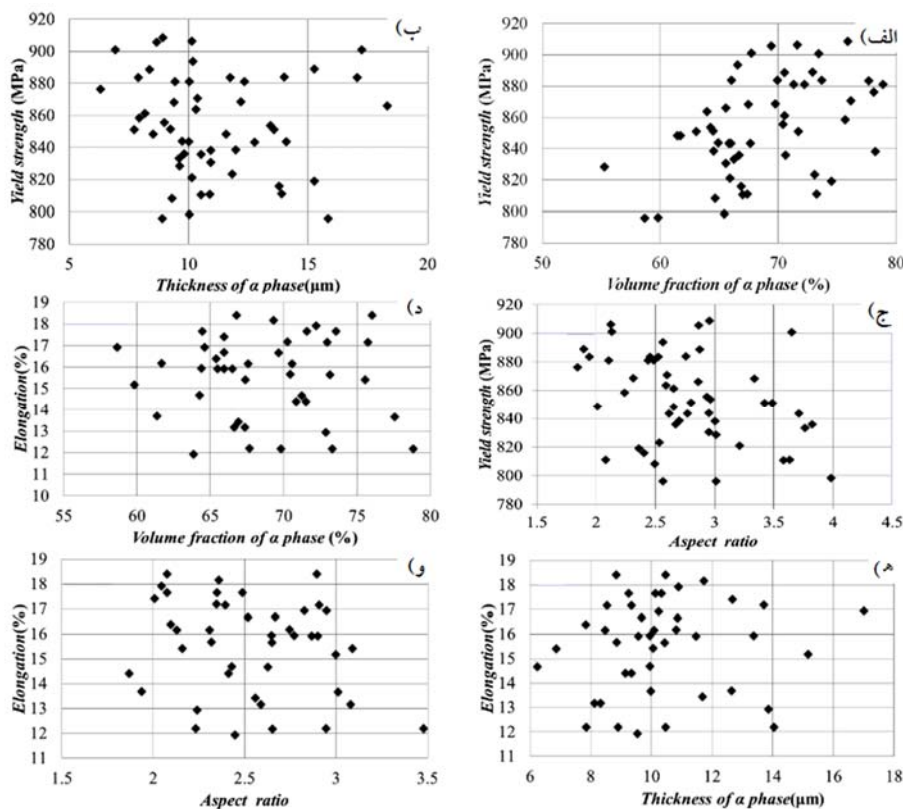 ب)
920
900
880
860
840
820
800
780
Yield strength (MPa)
5 10 15 20
Thickness of α phase(μm)
الف)
920
900
880
860
840
820
800
780
Yield strength (MPa)
50 60 70 80
Volume fraction of α phase (%)
د)
19
18
17
16
15
14
13
12
11
10
Elongation(%)
55 60 65 70 75 80
Volume fraction of α phase (%)
ج)
920
900
880
860
840
820
800
780
Yield strength (MPa)
1.5 2 2.5 3 3.5 4 4.5
Aspect ratio
و)
19
18
17
16
15
14
13
12
11
Elongation(%)
1.5 2 2.5 3 3.5
Aspect ratio
ه)
19
18
17
16
15
14
13
12
11
Elongation(%)
6 8 10 12 14 16 18
Thickness of α phase(μm)